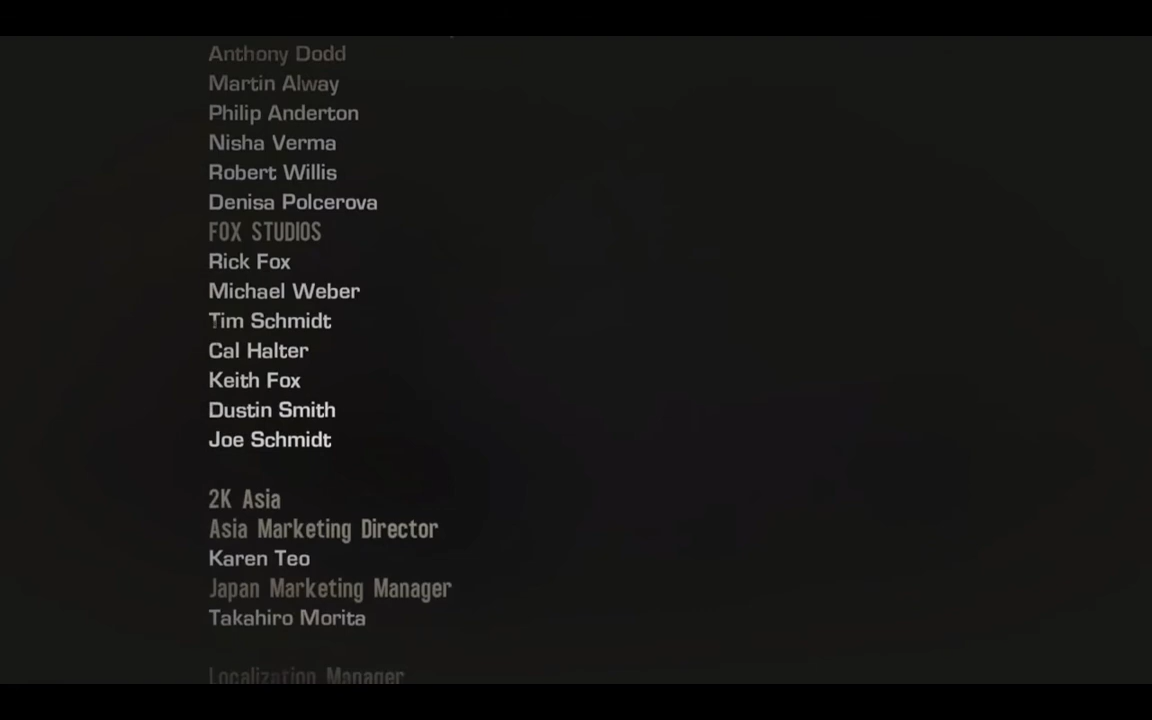 Anthony Dodd
Martin Alway
Philip Anderton
Nisha Verma
Robert Willis
Denisa Polcerova
FOX STUDIOS
Rick Fox
Michael Weber
Tim Schmidt
Cal Halter
Keith Fox
Dustin Smith
Joe Schmidt
2K Asia
Asia Marketing Director
Karen Teo
Japan Marketing Manager
Takahiro Morita
Localization Manager